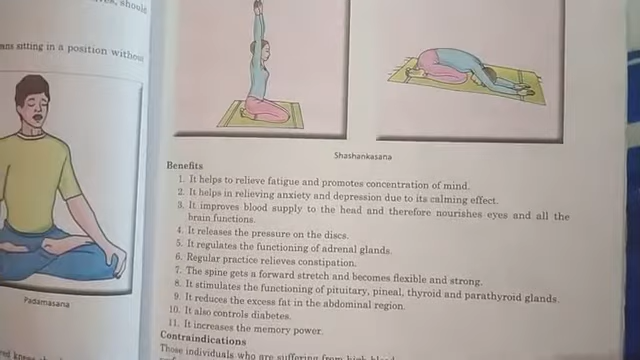 should
sitting in a position without
Padamasana
Shashankasana
Benefits
1. It helps to relieve fatigue and promotes concentration of mind.
2. It helps in relieving anxiety and depression due to its calming effect.
3. It improves blood supply to the head and therefore nourishes eyes and all the
brain functions.
4. It releases the pressure on the discs.
5. It regulates the functioning of adrenal glands.
6. Regular practice relieves constipation.
7. The spine gets a forward stretch and becomes flexible and strong.
8. It stimulates the functioning of pituitary, pineal, thyroid and parathyroid glands.
9. It reduces the excess fat in the abdominal region.
10. It also controls diabetes.
11. It increases the memory power.
Contraindications
Those individuals who are suffering from high